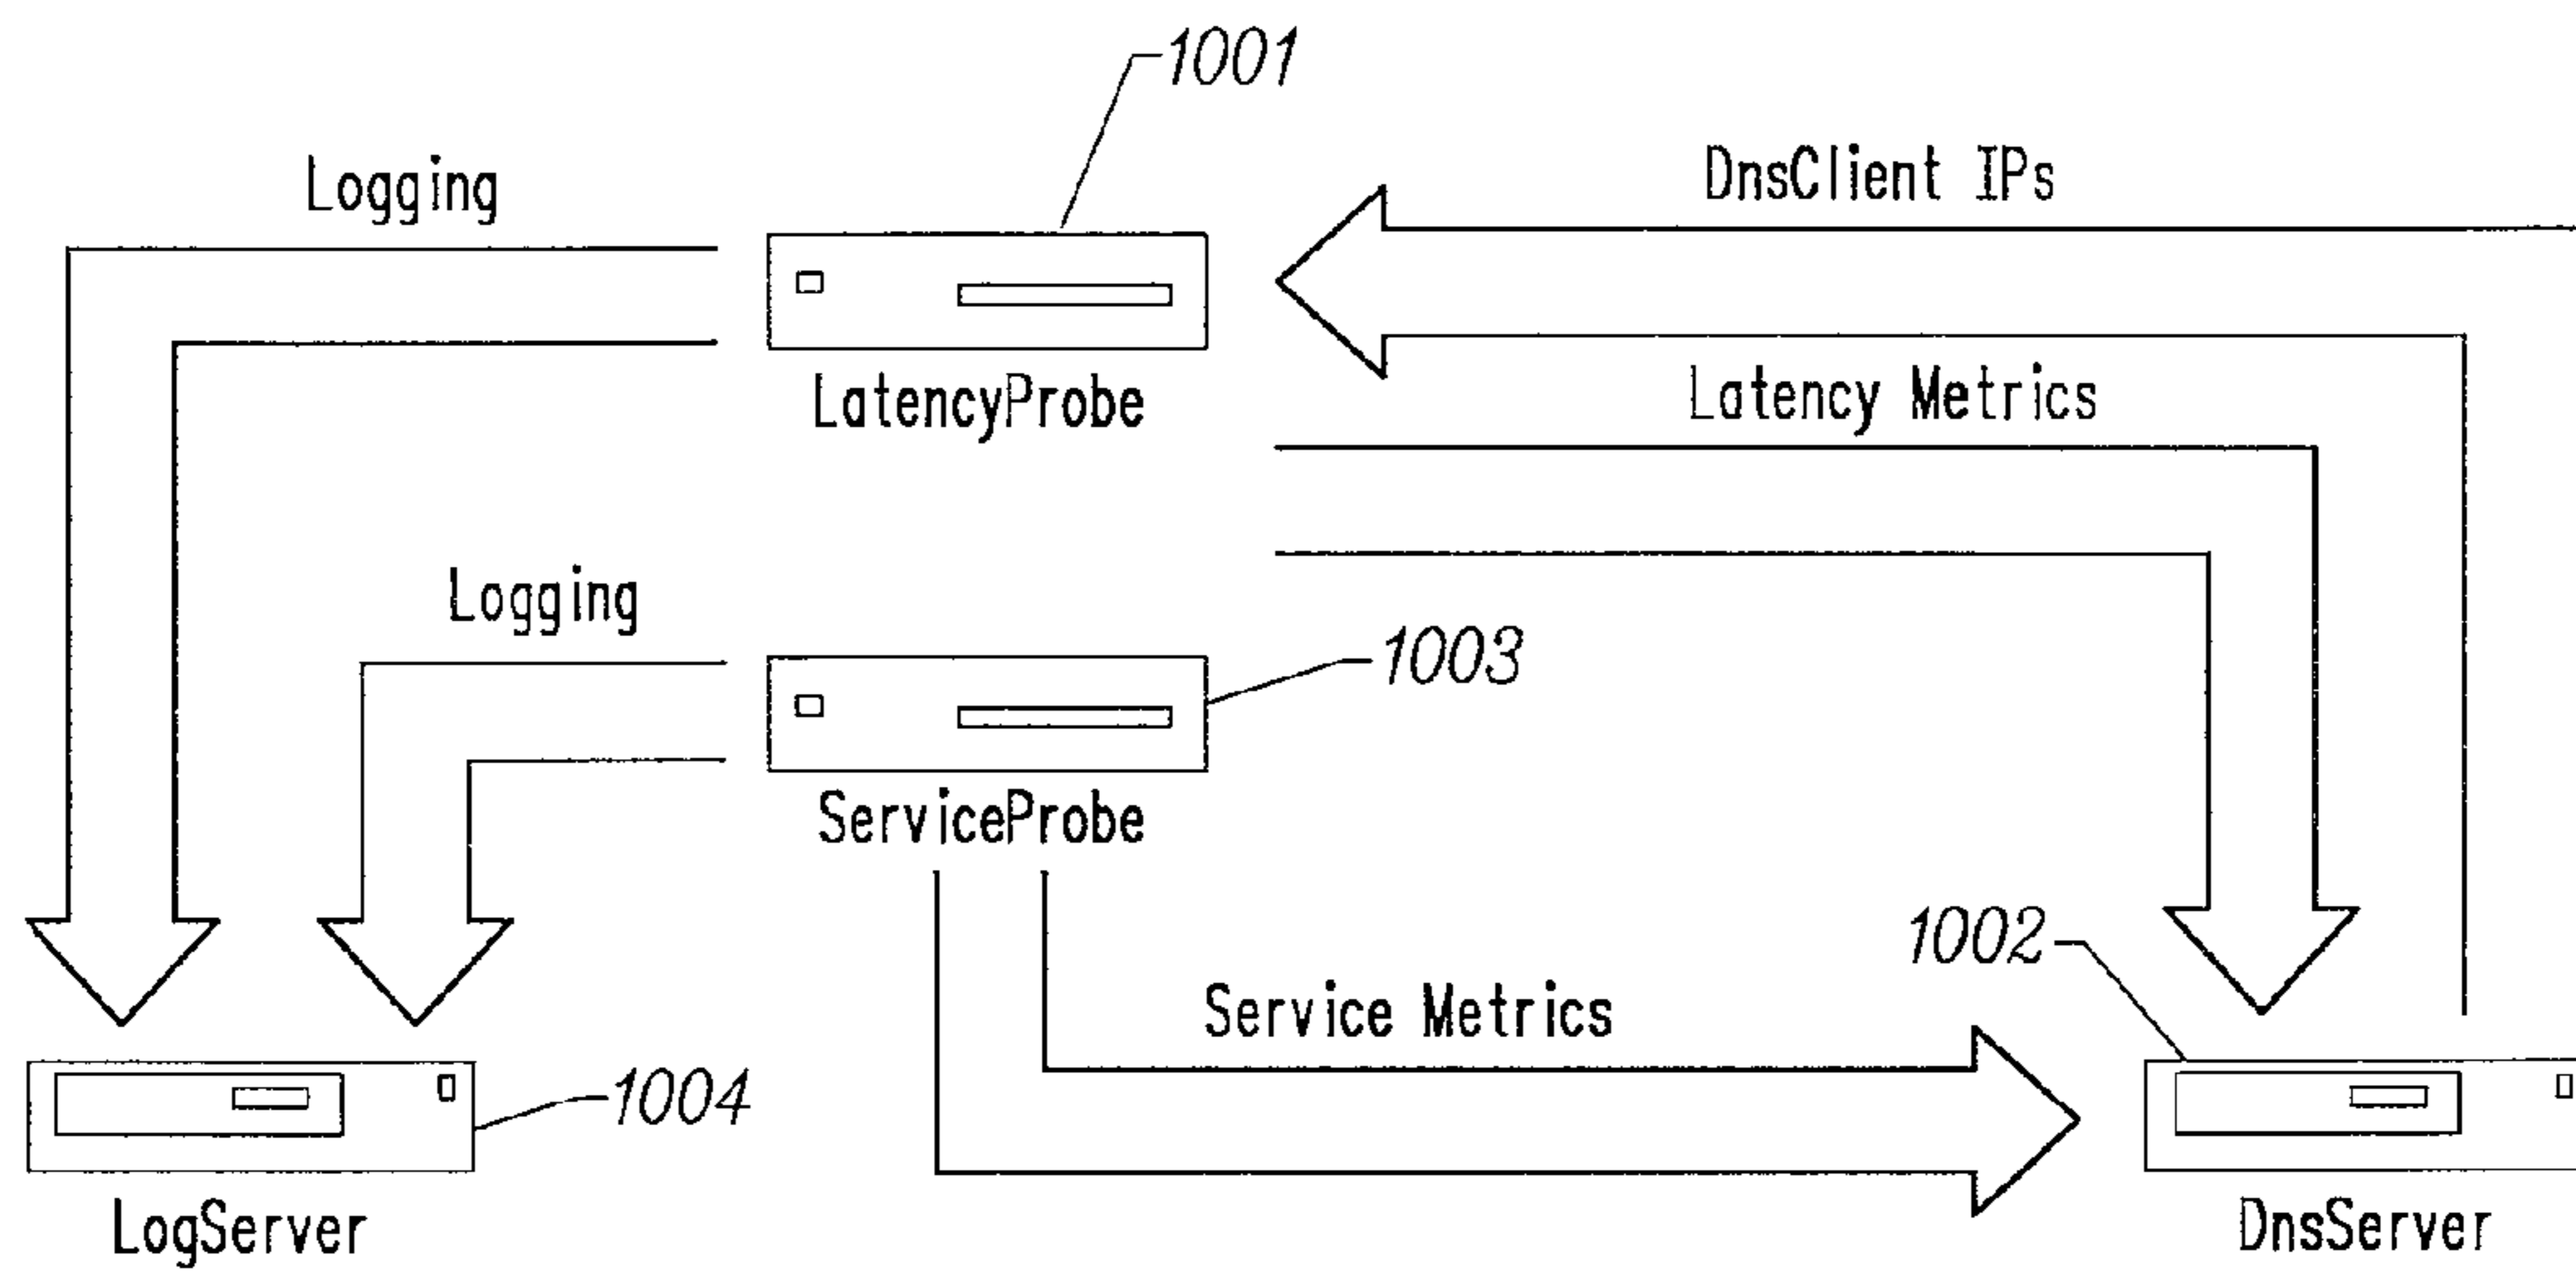 1001
Logging
DnsClient IPs
LatencyProbe
Latency Metrics
Logging
1003
ServiceProbe
1002
Service Metrics
1004
LogServer
DnsServer